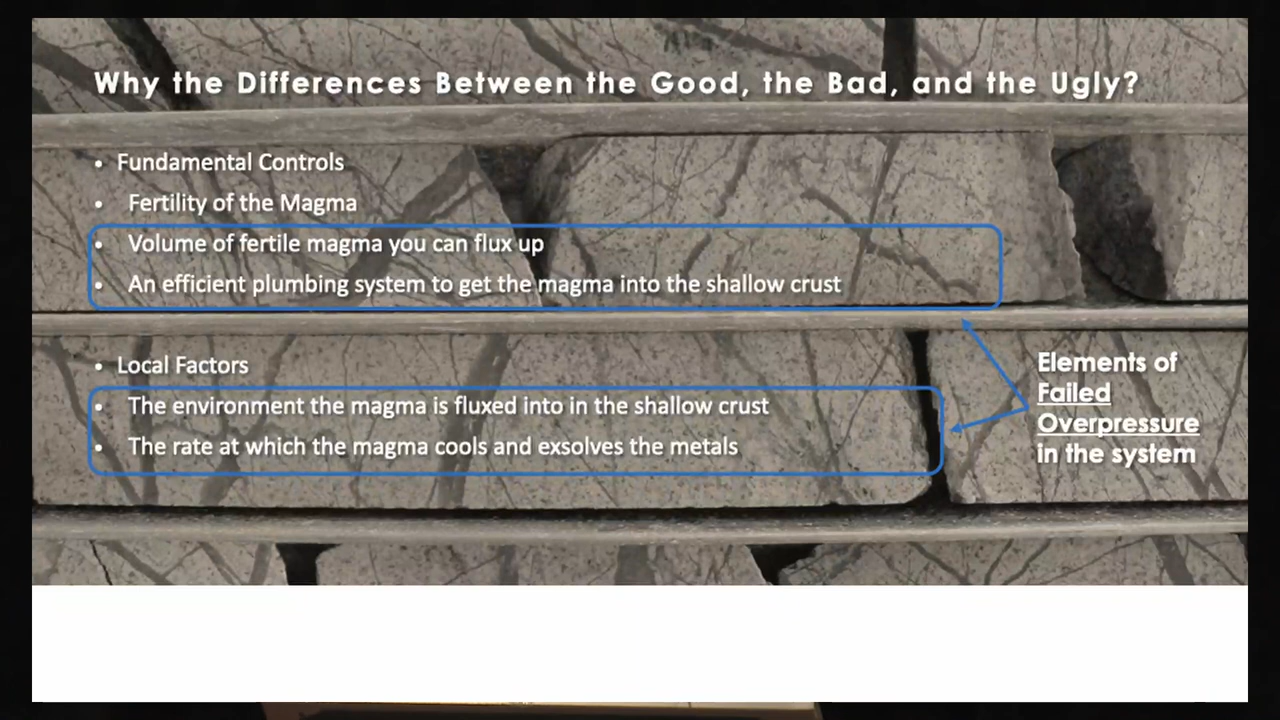 Why the Differences Between the Good, the Bad, and the Ugly?
• Fundamental Controls
• Fertility of the Magma
• Volume of fertile magma you can flux up
• An efficient plumbing system to get the magma into the shallow crust
• Local Factors
• The environment the magma is fluxed into in the shallow crust
• The rate at which the magma cools and exsolves the metals
Elements of
Failed
Overpressure
in the system